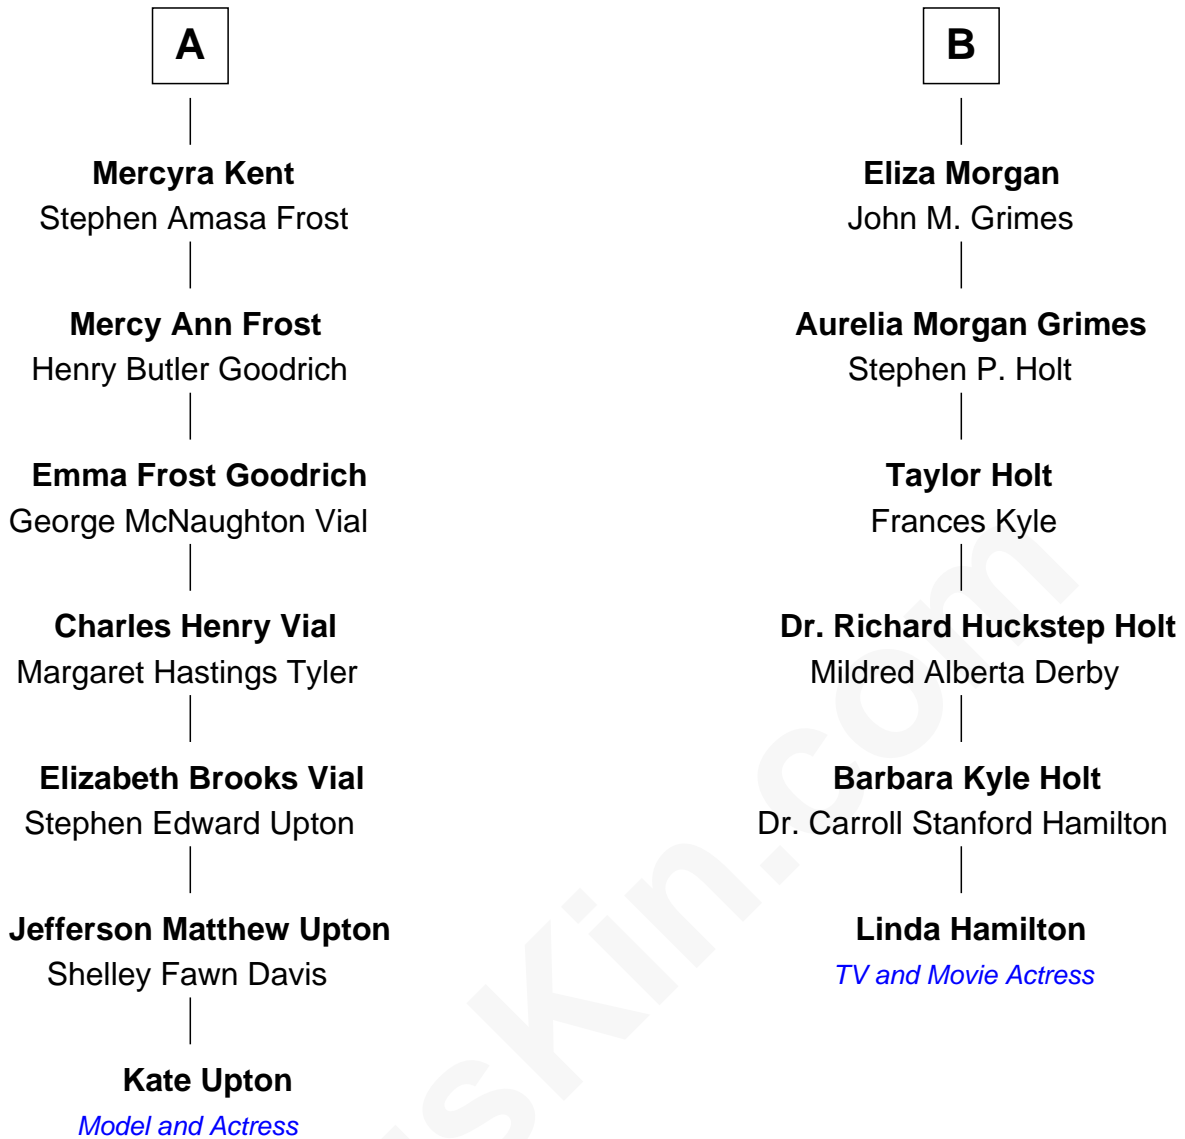 A
Mercyra Kent
Stephen Amasa Frost
Mercy Ann Frost
Henry Butler Goodrich
Emma Frost Goodrich
George McNaughton Vial
Charles Henry Vial
Margaret Hastings Tyler
Elizabeth Brooks Vial
Stephen Edward Upton
Jefferson Matthew Upton
Shelley Fawn Davis
Kate Upton
Model and Actress
B
Eliza Morgan
John M. Grimes
Aurelia Morgan Grimes
Stephen P. Holt
Taylor Holt
Frances Kyle
Dr. Richard Huckstep Holt
Mildred Alberta Derby
Barbara Kyle Holt
Dr. Carroll Stanford Hamilton
Linda Hamilton
TV and Movie Actress